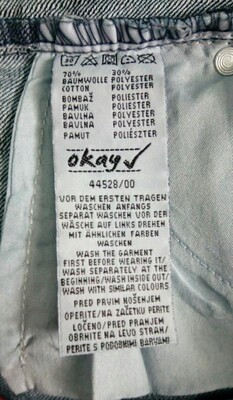 70% 30%
BAUMWOLLE POLYESTER
COTTON POLYESTER
BOMBAŽ POLIESTER
PAMUK POLIESTER
BAVLNA POLYESTER
BAVLNA POLYESTER
PAMUT POLIÉSZTER
okay
44528/00
VOR DEM ERSTEN TRAGEN
WASCHEN ANFANGS
SEPARAT WASCHEN VOR DER
WÄSCHE AUF LINKS DREHEN
MIT ÄHNLICHEN FARBEN
WASCHEN
WASH THE GARMENT
FIRST BEFORE WEARING IT/
WASH SEPARATELY AT THE
BEGINNING/WASH INSIDE OUT/
WASH WITH SIMILAR COLOURS
PRED PRVIM NOŠENJEM
OPERITE/NA ZAČETKU PERITE
LOČENO/PRED PRANJEM
OBRNITE NA LEVO STRAN/
PERITE S PODOBNIMI BARVAMI